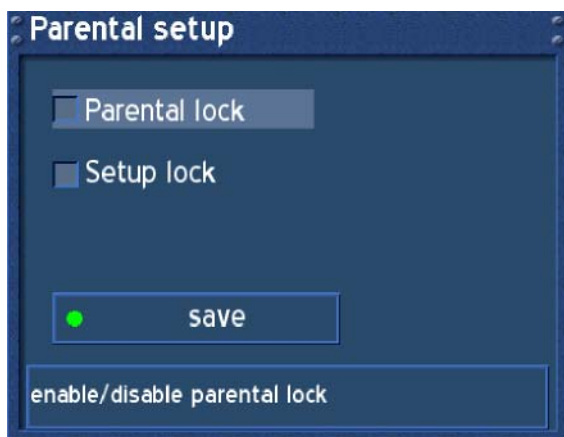 Parental setup
Parental lock
Setup lock
save
enable/disable parental lock